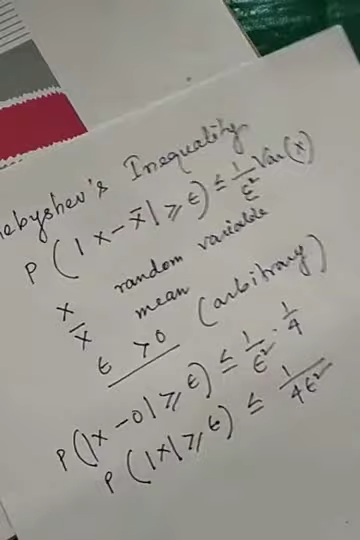 ebyshev's Inequality
P(|X-X̄|≥ϵ) ≤ 1/ϵ² Var(X)
X random variable
X̄ mean
ϵ >0 (arbitrary)
P(|X-0|≥ϵ) ≤ 1/ϵ² · 1/4
P(|X|≥ϵ) ≤ 1/4ϵ²